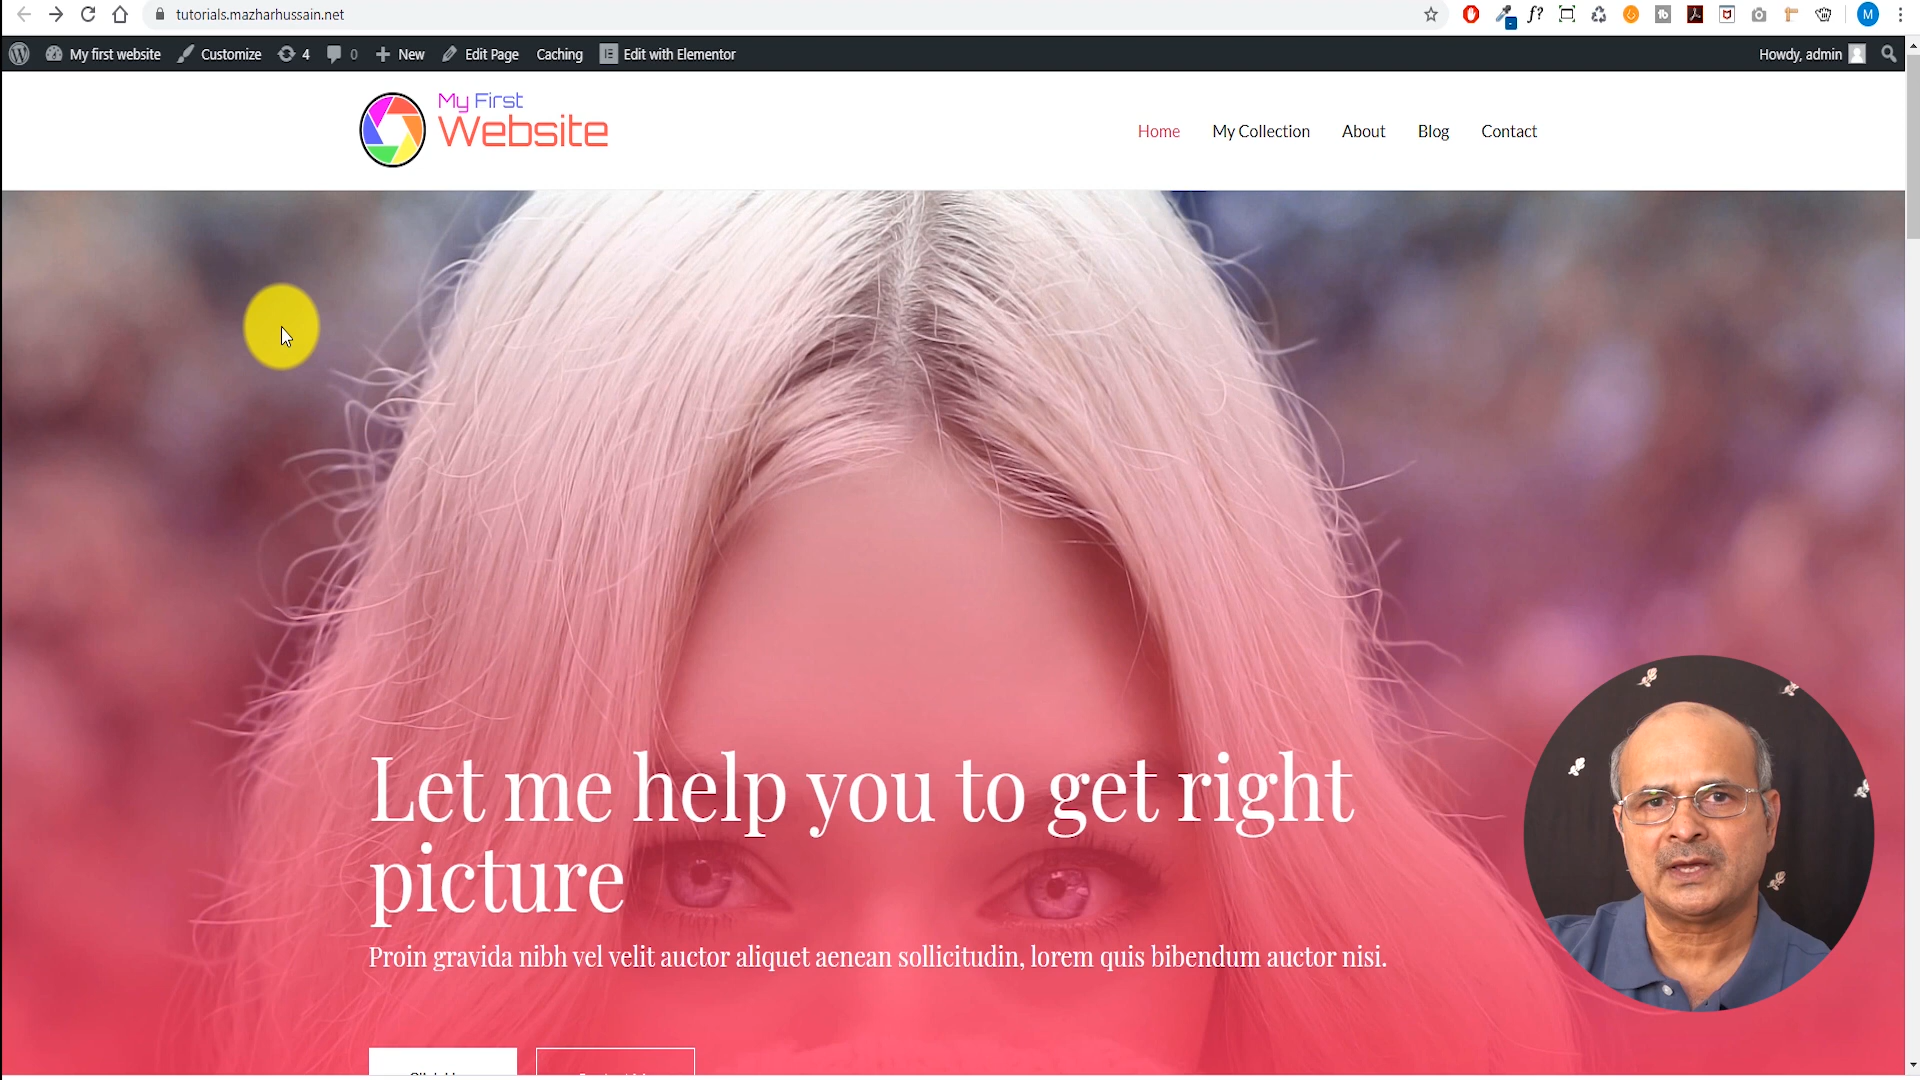 tutorials.mazharhussain.net
My first website Customize 4 0 New Edit Page Caching Edit with Elementor Howdy, admin
My First
Website
Home My Collection About Blog Contact
Let me help you to get right
picture
Proin gravida nibh vel velit auctor aliquet aenean sollicitudin, lorem quis bibendum auctor nisi.